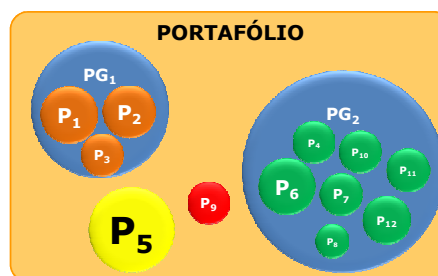 PORTAFÓLIO
PG₁
P₁ P₂
P₃
PG₂
P₄ P₁₀
P₁₁
P₆ P₇
P₁₂
P₈
P₉
P₅